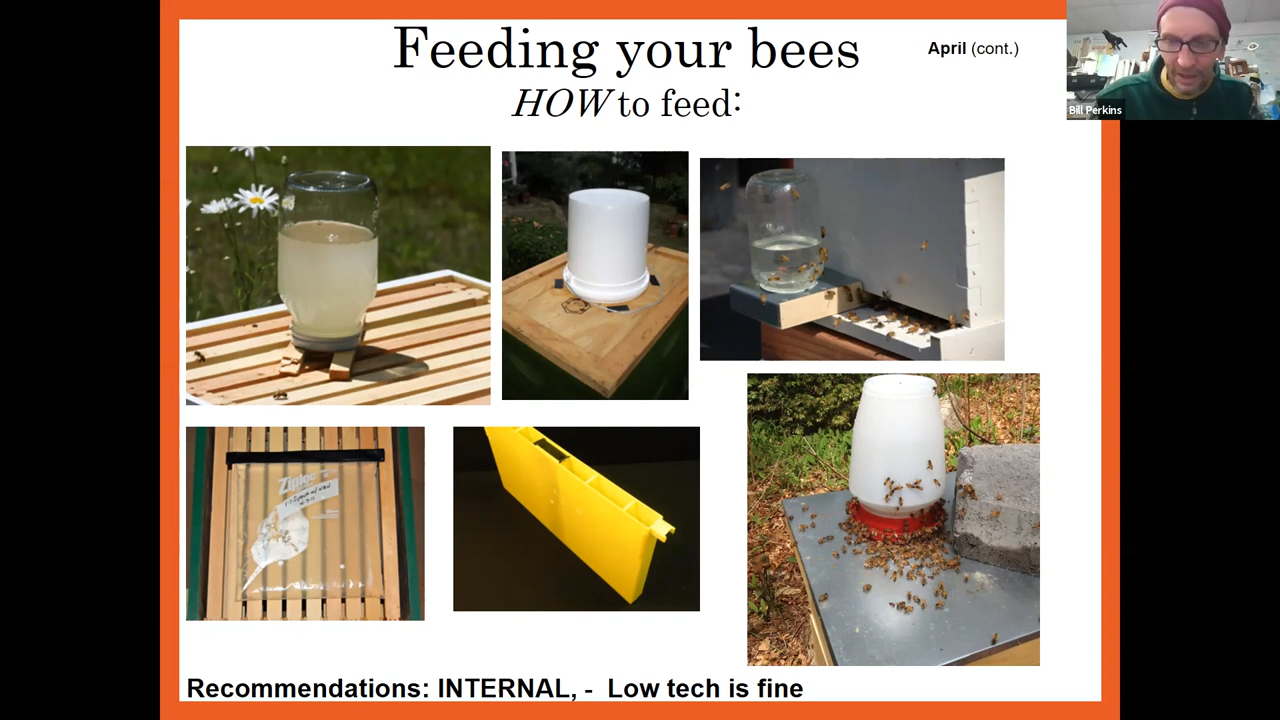 Feeding your bees
April (cont.)
HOW to feed:
Bill Perkins
Ziploc
Recommendations: INTERNAL, - Low tech is fine